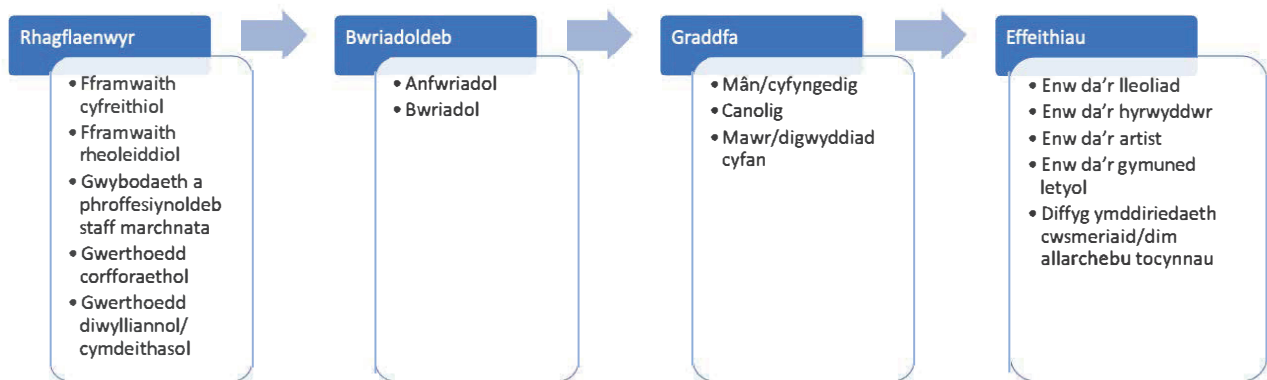 Rhagflaenwyr
• Fframwaith
cyfreithiol
• Fframwaith
rheoleiddiol
• Gwybodaeth a
phroffesiynoldeb
staff marchnata
• Gwerthoedd
corfforaethol
• Gwerthoedd
diwylliannol/
cymdeithasol
Bwriadoldeb
• Anfwriadol
• Bwriadol
Graddfa
• Mân/cyfyngedig
• Canolig
• Mawr/digwyddiad
cyfan
Effeithiau
• Enw da'r lleoliad
• Enw da'r hyrwyddwr
• Enw da'r artist
• Enw da'r gymuned
letyol
• Diffyg ymddiriedaeth
cwsmeriaid/dim
allarchebu tocynnau